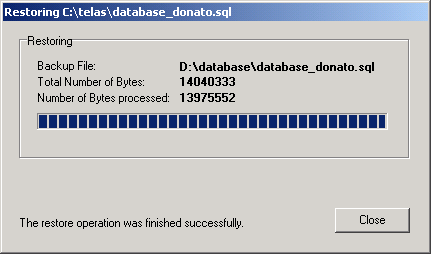 Restoring C:\telas\database_donato.sql
Restoring
Backup File: D:\database\database_donato.sql
Total Number of Bytes: 14040333
Number of Bytes processed: 13975552
The restore operation was finished successfully.
Close